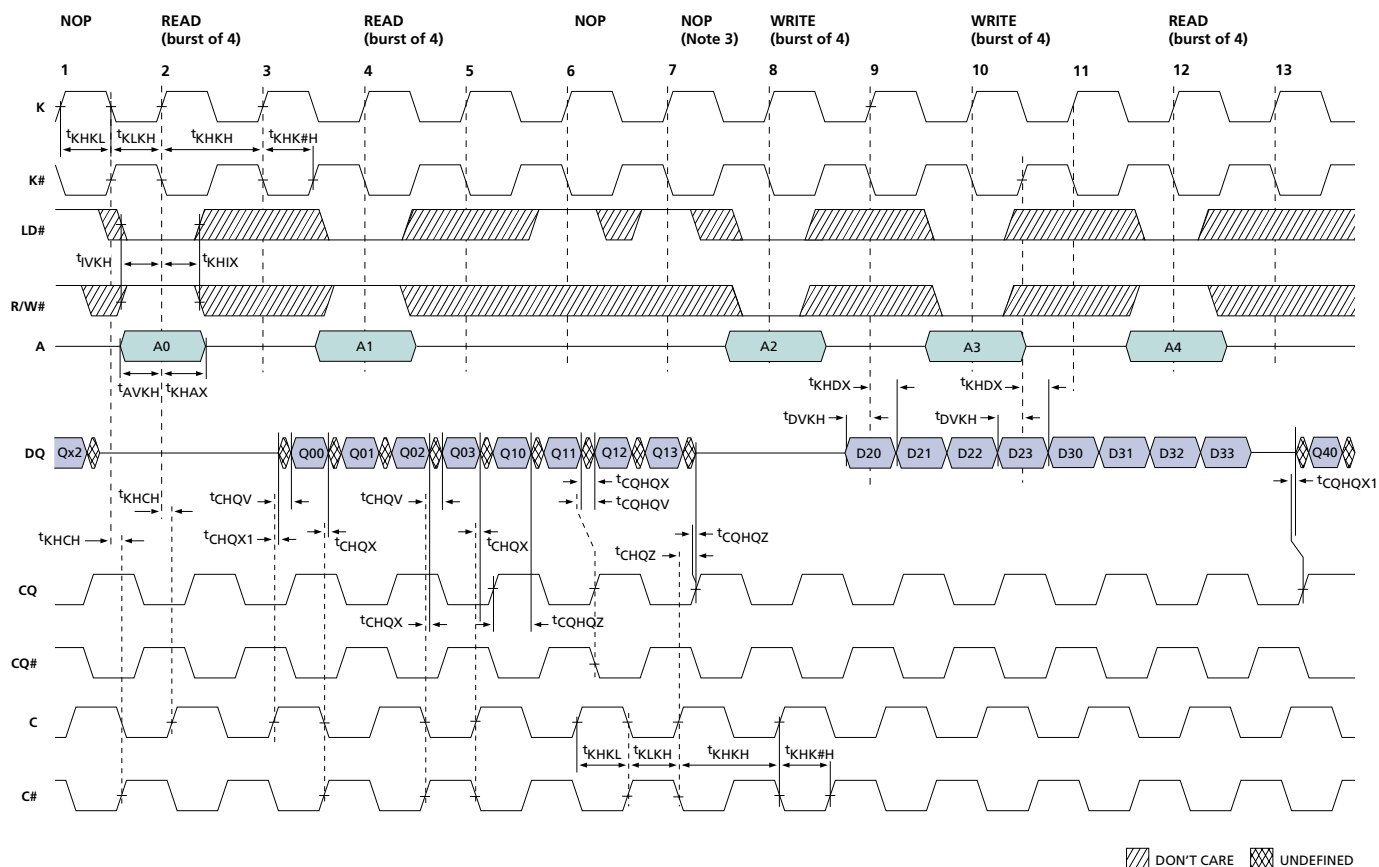 NOP READ READ NOP NOP WRITE WRITE READ
(burst of 4) (burst of 4) (Note 3) (burst of 4) (burst of 4) (burst of 4)
1 2 3 4 5 6 7 8 9 10 11 12 13
K
tKHKL tKLKH tKHKH tKHK#H
K#
LD#
tIVKH tKHIX
R/W#
A A0 A1 A2 A3 A4
tAVKH tKHAX tKHDX tKHDX
tDVKH tDVKH
DQ Qx2 Q00 Q01 Q02 Q03 Q10 Q11 Q12 Q13 D20 D21 D22 D23 D30 D31 D32 D33 Q40
tCQHQX tCQHQX1
tKHCH tCHQV tCHQV tCQHQV
tKHCH tCHQX1 tCHQX tCHQX tCHQZ tCQHQZ
CQ
tCHQX tCQHQZ
CQ#
C
tKHKL tKLKH tKHKH tKHK#H
C#
DON'T CARE UNDEFINED